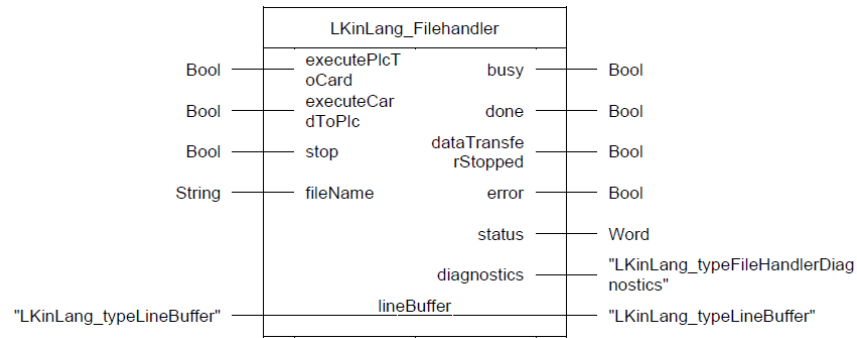 LKinLang_Filehandler
Bool executePlcT busy Bool
oCard
Bool executeCar done Bool
dToPlc
Bool stop dataTransfe Bool
rStopped
String fileName error Bool
status Word
diagnostics "LKinLang_typeFileHandlerDiag
nostics"
"LKinLang_typeLineBuffer" lineBuffer "LKinLang_typeLineBuffer"